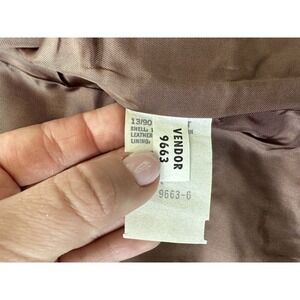 13/90
SHELL:
LEATHER
LINING:
VENDOR
9663
9663-6